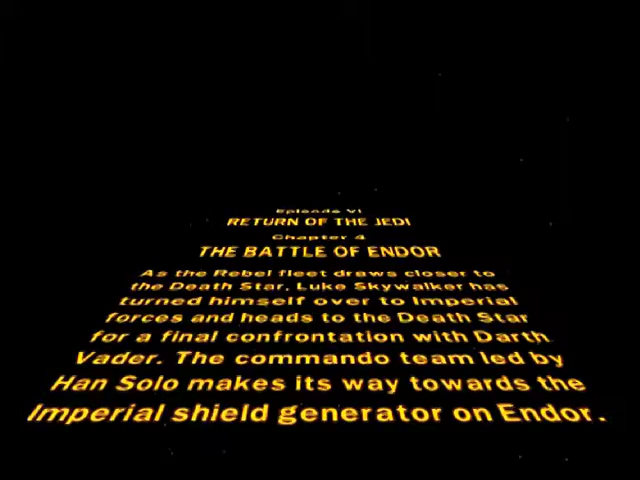 Episode VI
RETURN OF THE JEDI
Chapter 4
THE BATTLE OF ENDOR
As the Rebel fleet draws closer to
the Death Star, Luke Skywalker has
turned himself over to Imperial
forces and heads to the Death Star
for a final confrontation with Darth
Vader. The commando team led by
Han Solo makes its way towards the
Imperial shield generator on Endor.